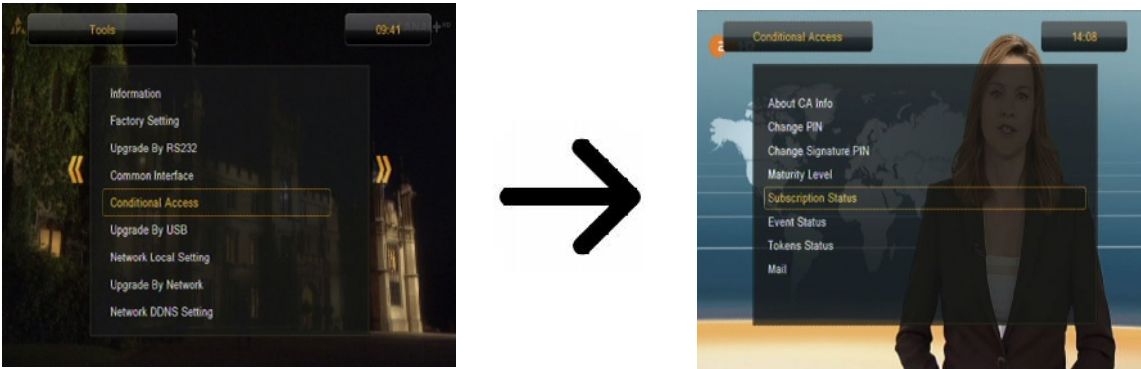 Tools
09:41
Information
Factory Setting
Upgrade By RS232
Common Interface
Conditional Access
Upgrade By USB
Network Local Setting
Upgrade By Network
Network DDNS Setting
Conditional Access
14:08
About CA Info
Change PIN
Change Signature PIN
Maturity Level
Subscription Status
Event Status
Tokens Status
Mail